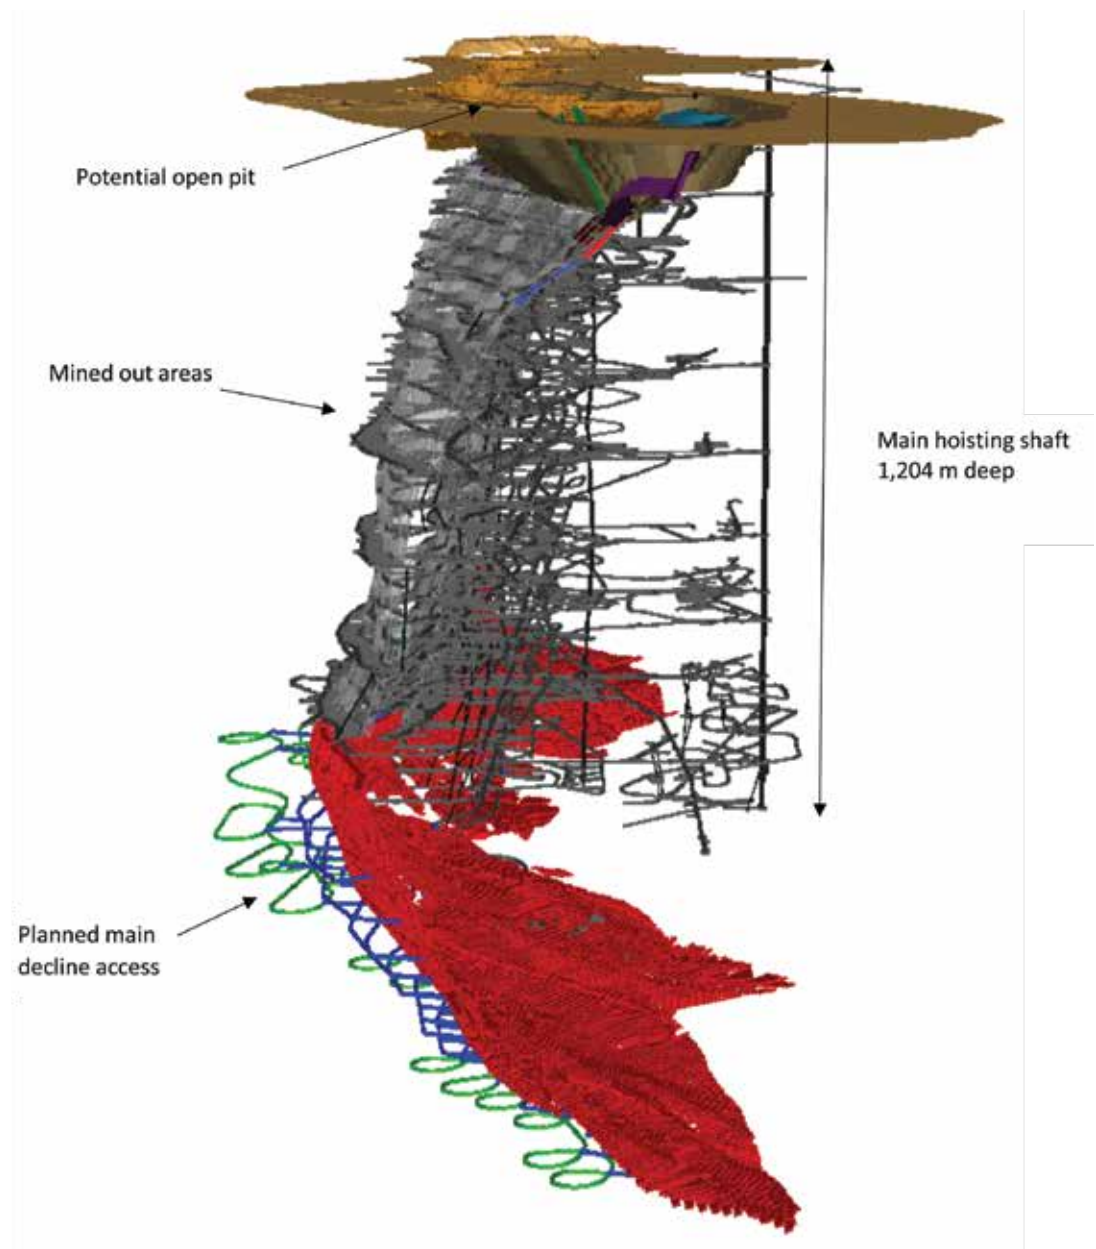 Potential open pit
Mined out areas
Main hoisting shaft
1,204 m deep
Planned main
decline access